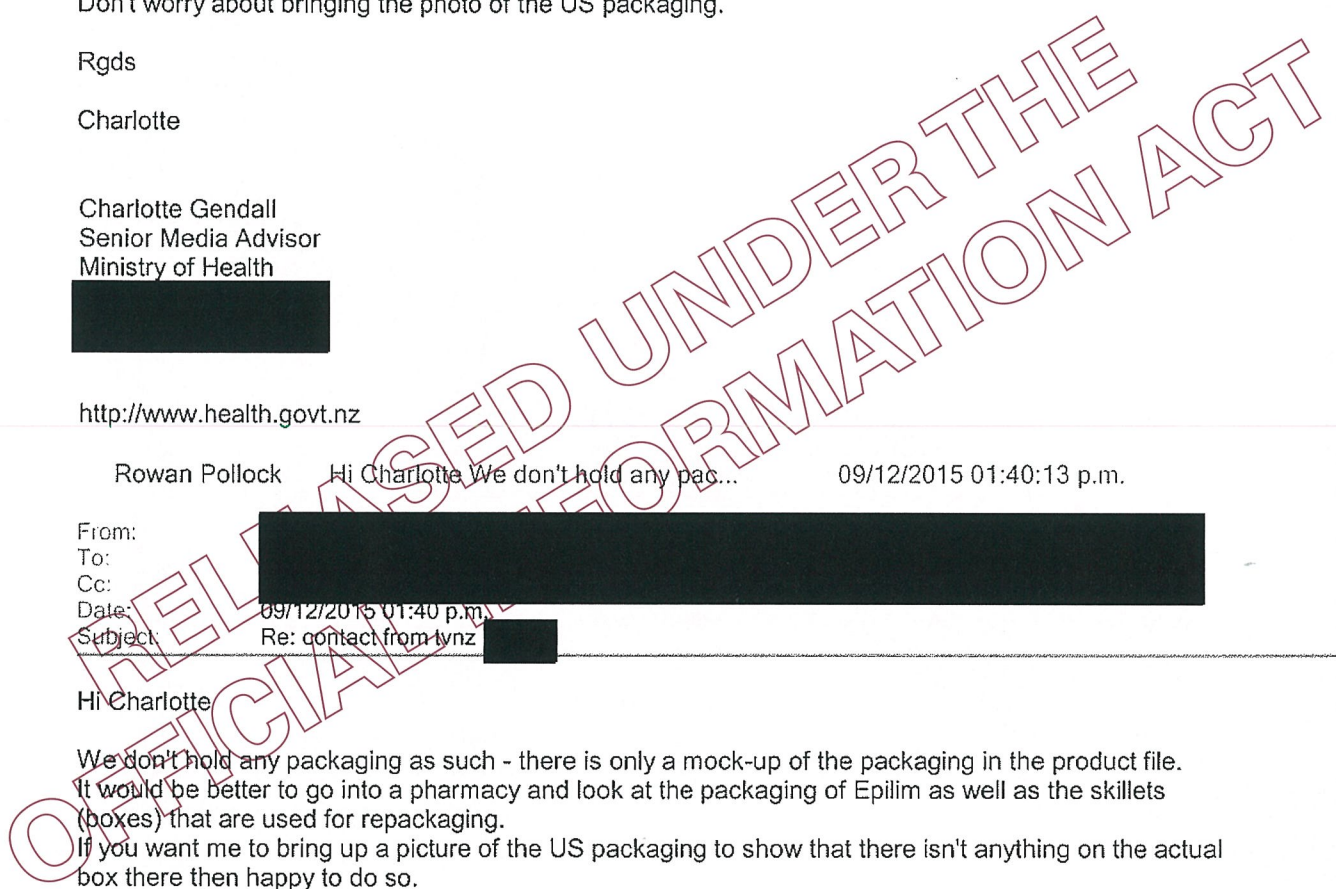 Don't worry about bringing the photo of the US packaging.
Rgds
Charlotte
Charlotte Gendall
Senior Media Advisor
Ministry of Health
http://www.health.govt.nz
Rowan Pollock Hi Charlotte We don't hold any pac... 09/12/2015 01:40:13 p.m.
From:
To:
Cc:
Date: 09/12/2015 01:40 p.m.
Subject: Re: contact from tvnz
Hi Charlotte
We don't hold any packaging as such - there is only a mock-up of the packaging in the product file.
It would be better to go into a pharmacy and look at the packaging of Epilim as well as the skillets
(boxes) that are used for repackaging.
If you want me to bring up a picture of the US packaging to show that there isn't anything on the actual
box there then happy to do so.
RELEASED UNDER THE
OFFICIAL INFORMATION ACT